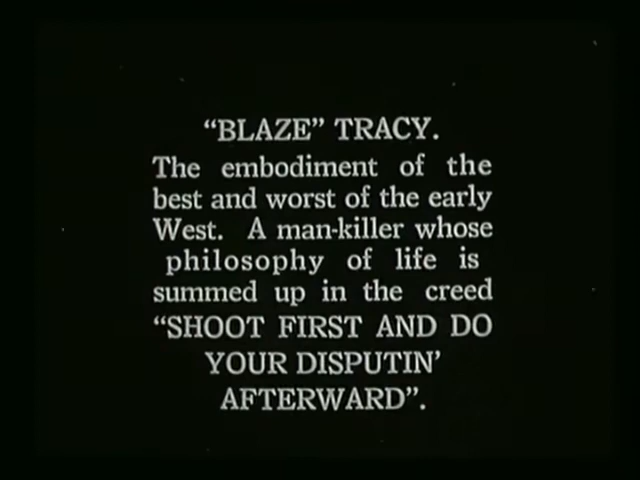 “BLAZE” TRACY.
The embodiment of the
best and worst of the early
West. A man-killer whose
philosophy of life is
summed up in the creed
“SHOOT FIRST AND DO
YOUR DISPUTIN’
AFTERWARD”.